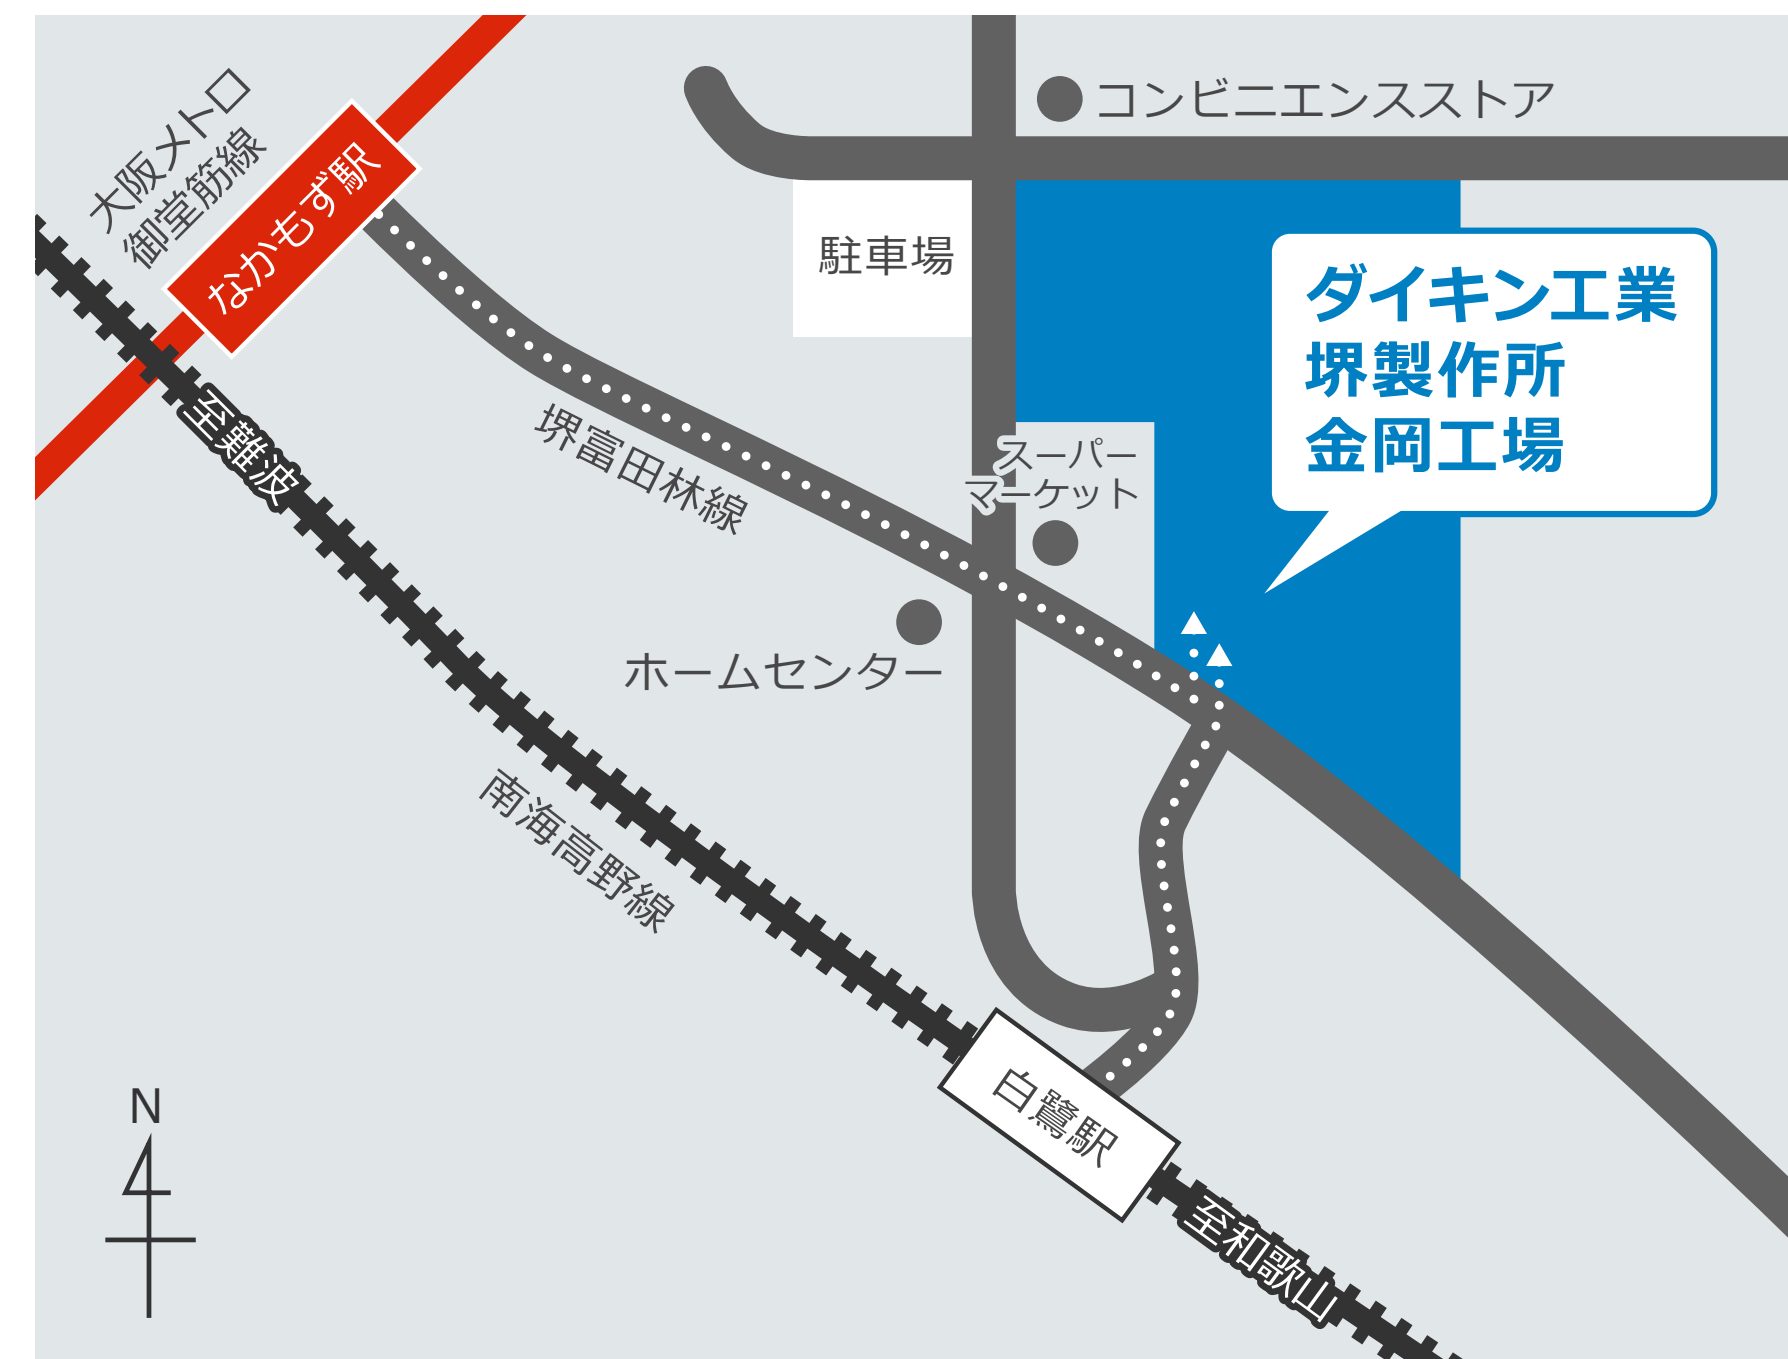 大阪メトロ
御堂筋線
なかもず駅
コンビニエンスストア
駐車場
ダイキン工業
堺製作所
金岡工場
至難波
堺富田林線
スーパー
マーケット
ホームセンター
南海高野線
白鷺駅
至和歌山
N